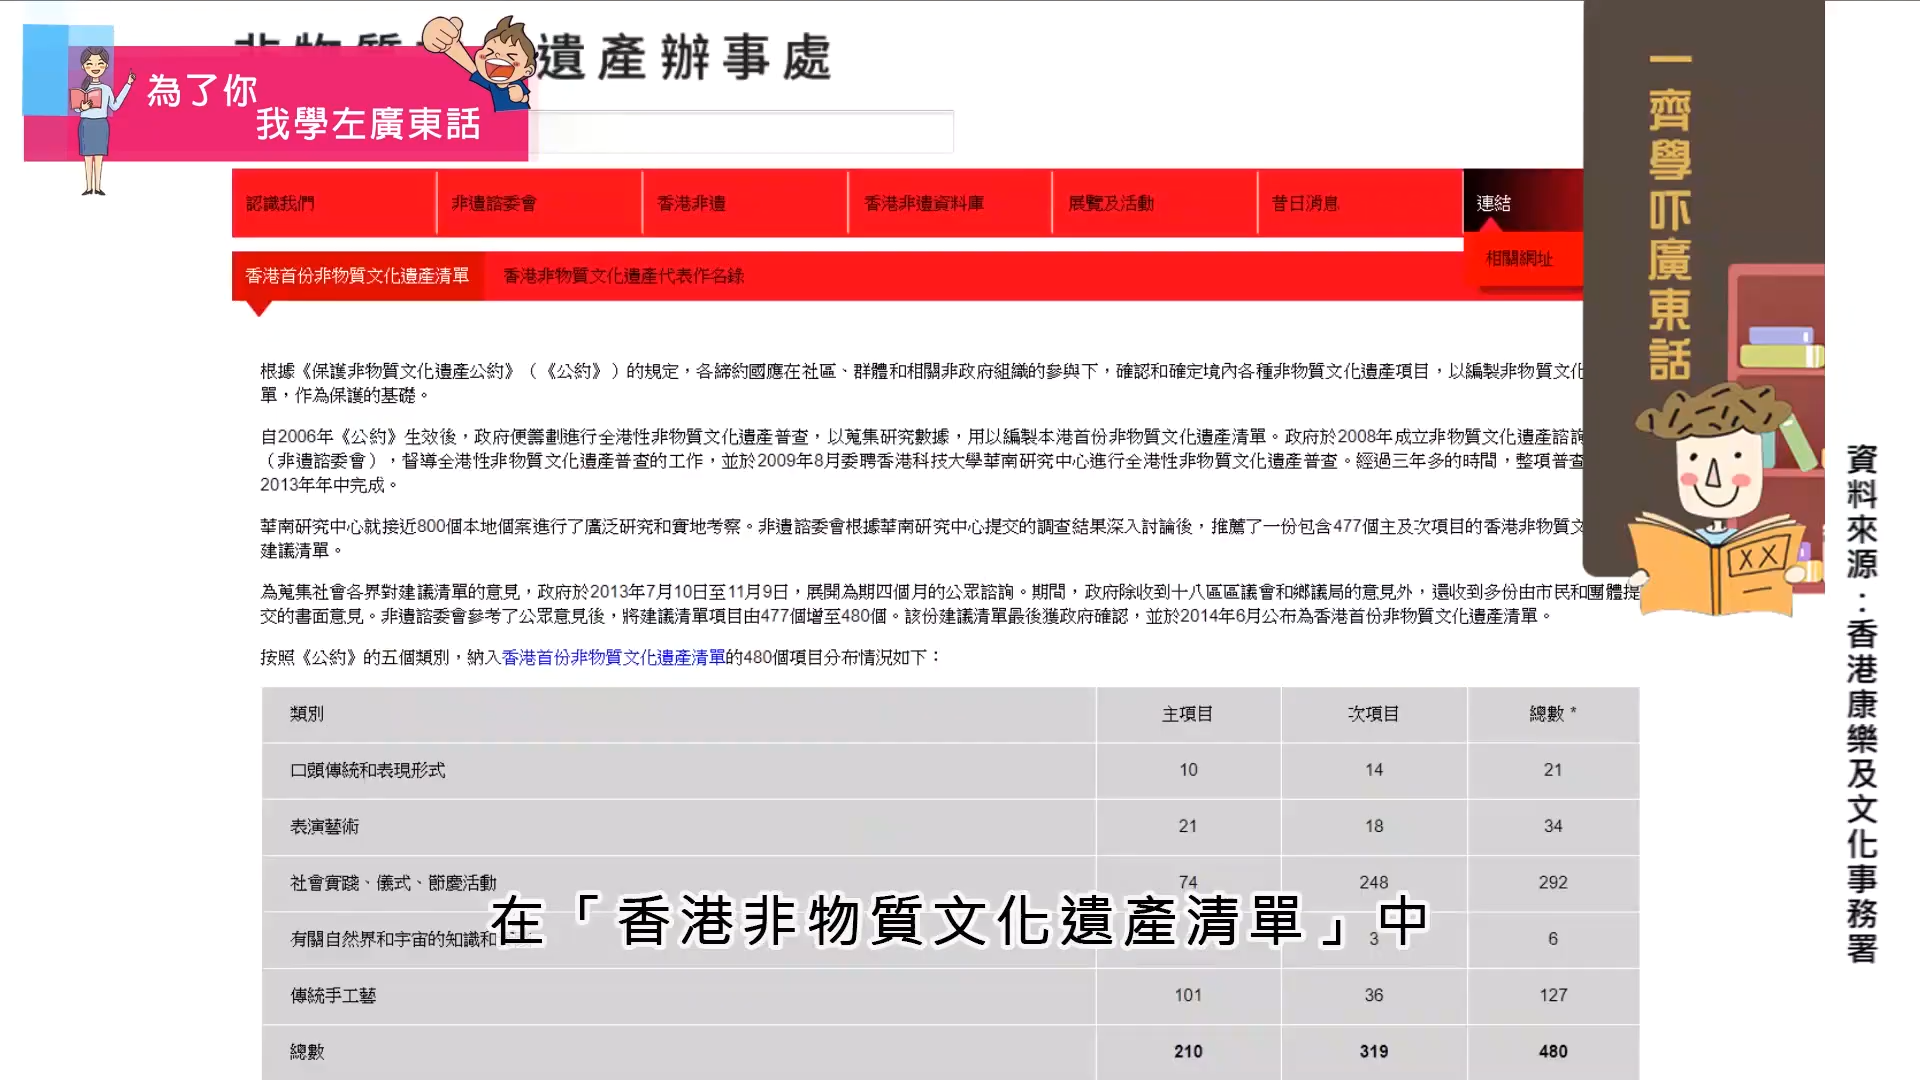 遺產辦事處
為了你
我學左廣東話
認識我們
非遺諮委會
香港非遺
香港非遺資料庫
展覽及活動
昔日消息
連結
相關網址
香港首份非物質文化遺產清單
香港非物質文化遺產代表作名錄
一齊學吓廣東話
根據《保護非物質文化遺產公約》（《公約》）的規定，各締約國應在社區、群體和相關非政府組織的參與下，確認和確定境內各種非物質文化遺產項目，以編製非物質文化
單，作為保護的基礎。
自2006年《公約》生效後，政府便籌劃進行全港性非物質文化遺產普查，以蒐集研究數據，用以編製本港首份非物質文化遺產清單。政府於2008年成立非物質文化遺產諮詢
（非遺諮委會），督導全港性非物質文化遺產普查的工作，並於2009年8月委聘香港科技大學華南研究中心進行全港性非物質文化遺產普查。經過三年多的時間，整項普查
2013年年中完成。
華南研究中心就接近800個本地個案進行了廣泛研究和實地考察。非遺諮委會根據華南研究中心提交的調查結果深入討論後，推薦了一份包含477個主及次項目的香港非物質文
建議清單。
為蒐集社會各界對建議清單的意見，政府於2013年7月10日至11月9日，展開為期四個月的公眾諮詢。期間，政府除收到十八區區議會和鄉議局的意見外，還收到多份由市民和團體提
交的書面意見。非遺諮委會參考了公眾意見後，將建議清單項目由477個增至480個。該份建議清單最後獲政府確認，並於2014年6月公布為香港首份非物質文化遺產清單。
按照《公約》的五個類別，納入香港首份非物質文化遺產清單的480個項目分布情況如下：
類別 主項目 次項目 總數 *
口頭傳統和表現形式 10 14 21
表演藝術 21 18 34
社會實踐、儀式、節慶活動 74 248 292
有關自然界和宇宙的知識和 3 6
在「香港非物質文化遺產清單」中
傳統手工藝 101 36 127
總數 210 319 480
資料來源：香港康樂及文化事務署